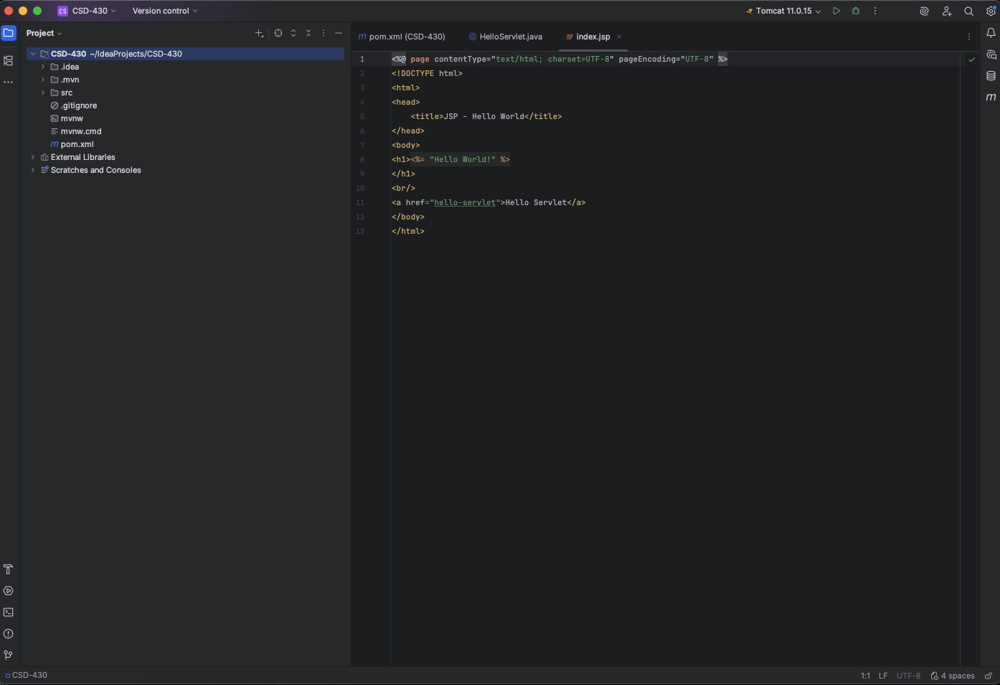 CS CSD-430 Version control Tomcat 11.0.15
Project
CSD-430 ~/IdeaProjects/CSD-430
.idea
.mvn
src
.gitignore
mvnw
mvnw.cmd
m pom.xml
External Libraries
Scratches and Consoles
m pom.xml (CSD-430) C HelloServlet.java JSP index.jsp
1 <%@ page contentType="text/html; charset=UTF-8" pageEncoding="UTF-8" %>
2 <!DOCTYPE html>
3 <html>
4 <head>
5 <title>JSP - Hello World</title>
6 </head>
7 <body>
8 <h1><%= "Hello World!" %>
9 </h1>
10 <br/>
11 <a href="hello-servlet">Hello Servlet</a>
12 </body>
13 </html>
m
CSD-430 1:1 LF UTF-8 4 spaces